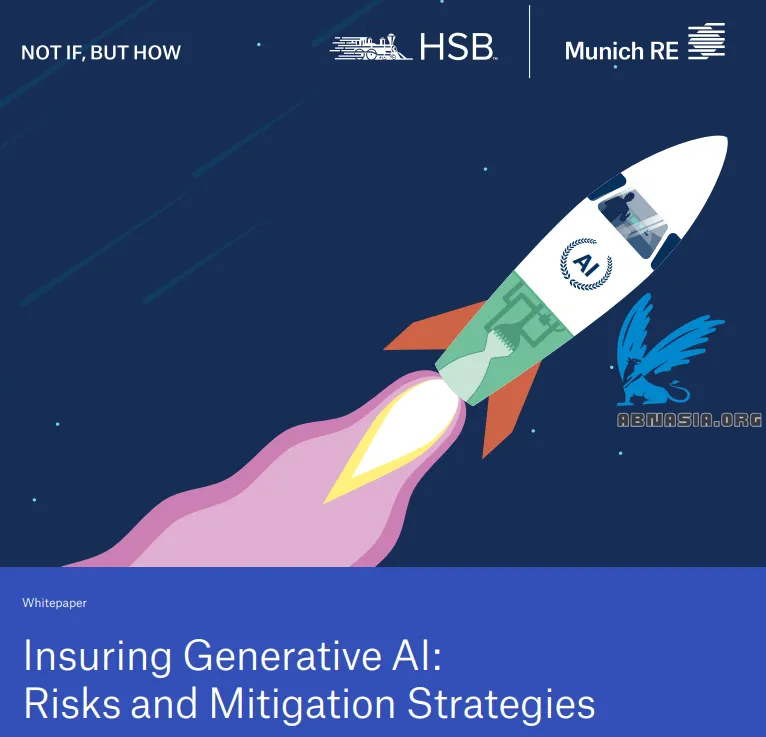 NOT IF, BUT HOW
HSB
Munich RE
AI
ABNASIA.ORG
Whitepaper
Insuring Generative AI:
Risks and Mitigation Strategies